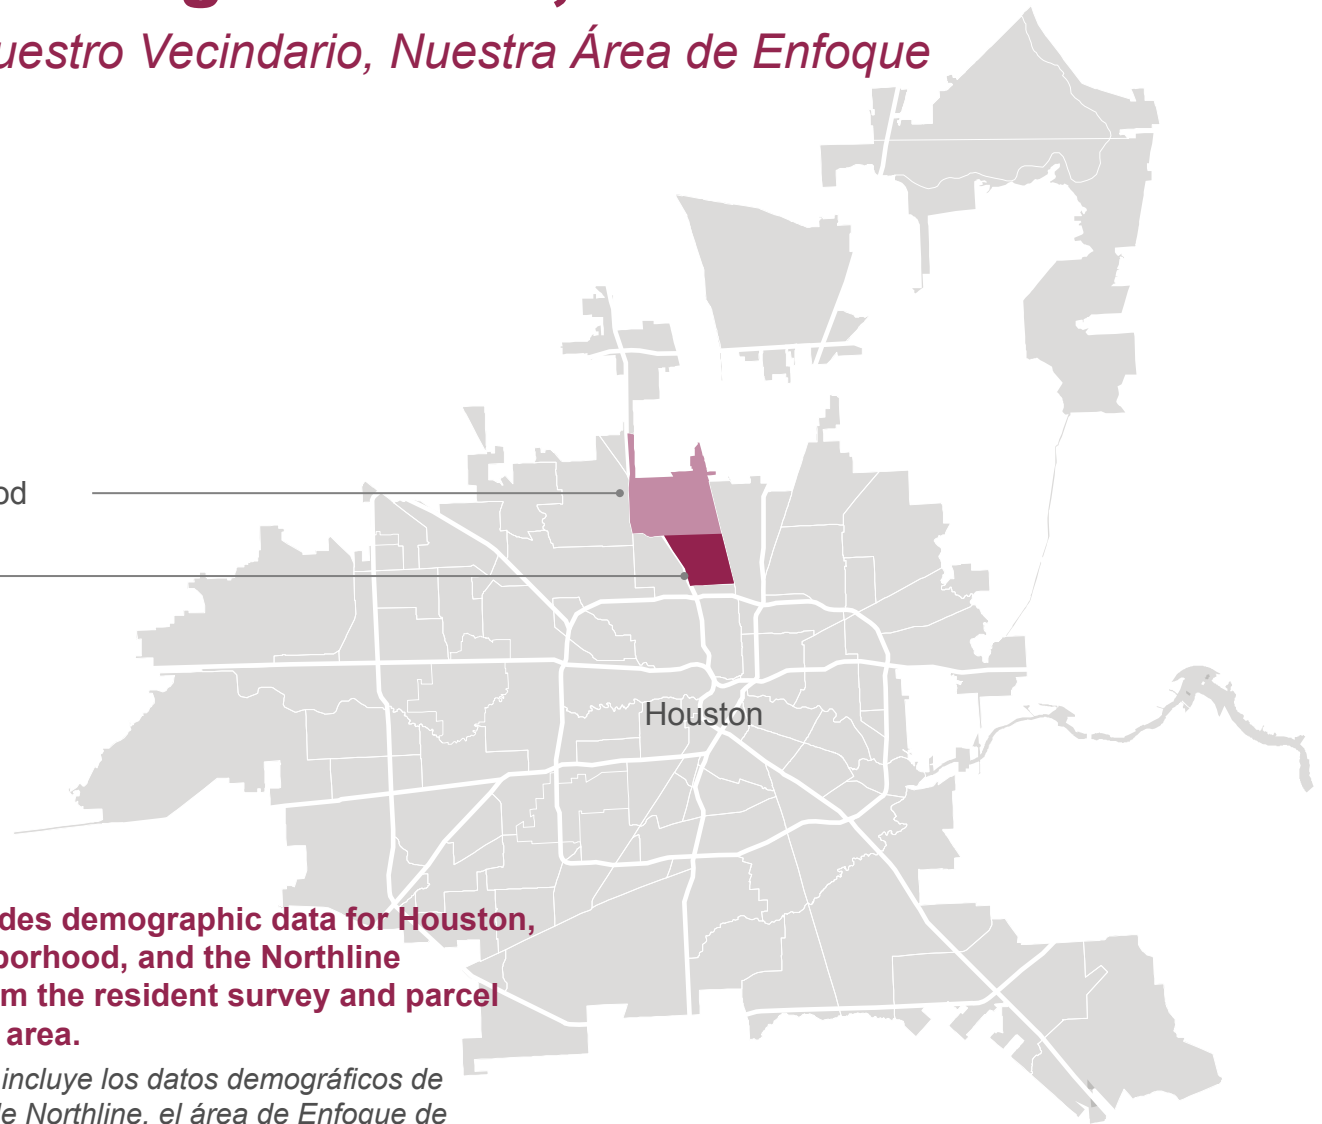 uestro Vecindario, Nuestra Área de Enfoque
od
Houston
des demographic data for Houston,
borhood, and the Northline
m the resident survey and parcel
area.
incluye los datos demográficos de
de Northline, el área de Enfoque de